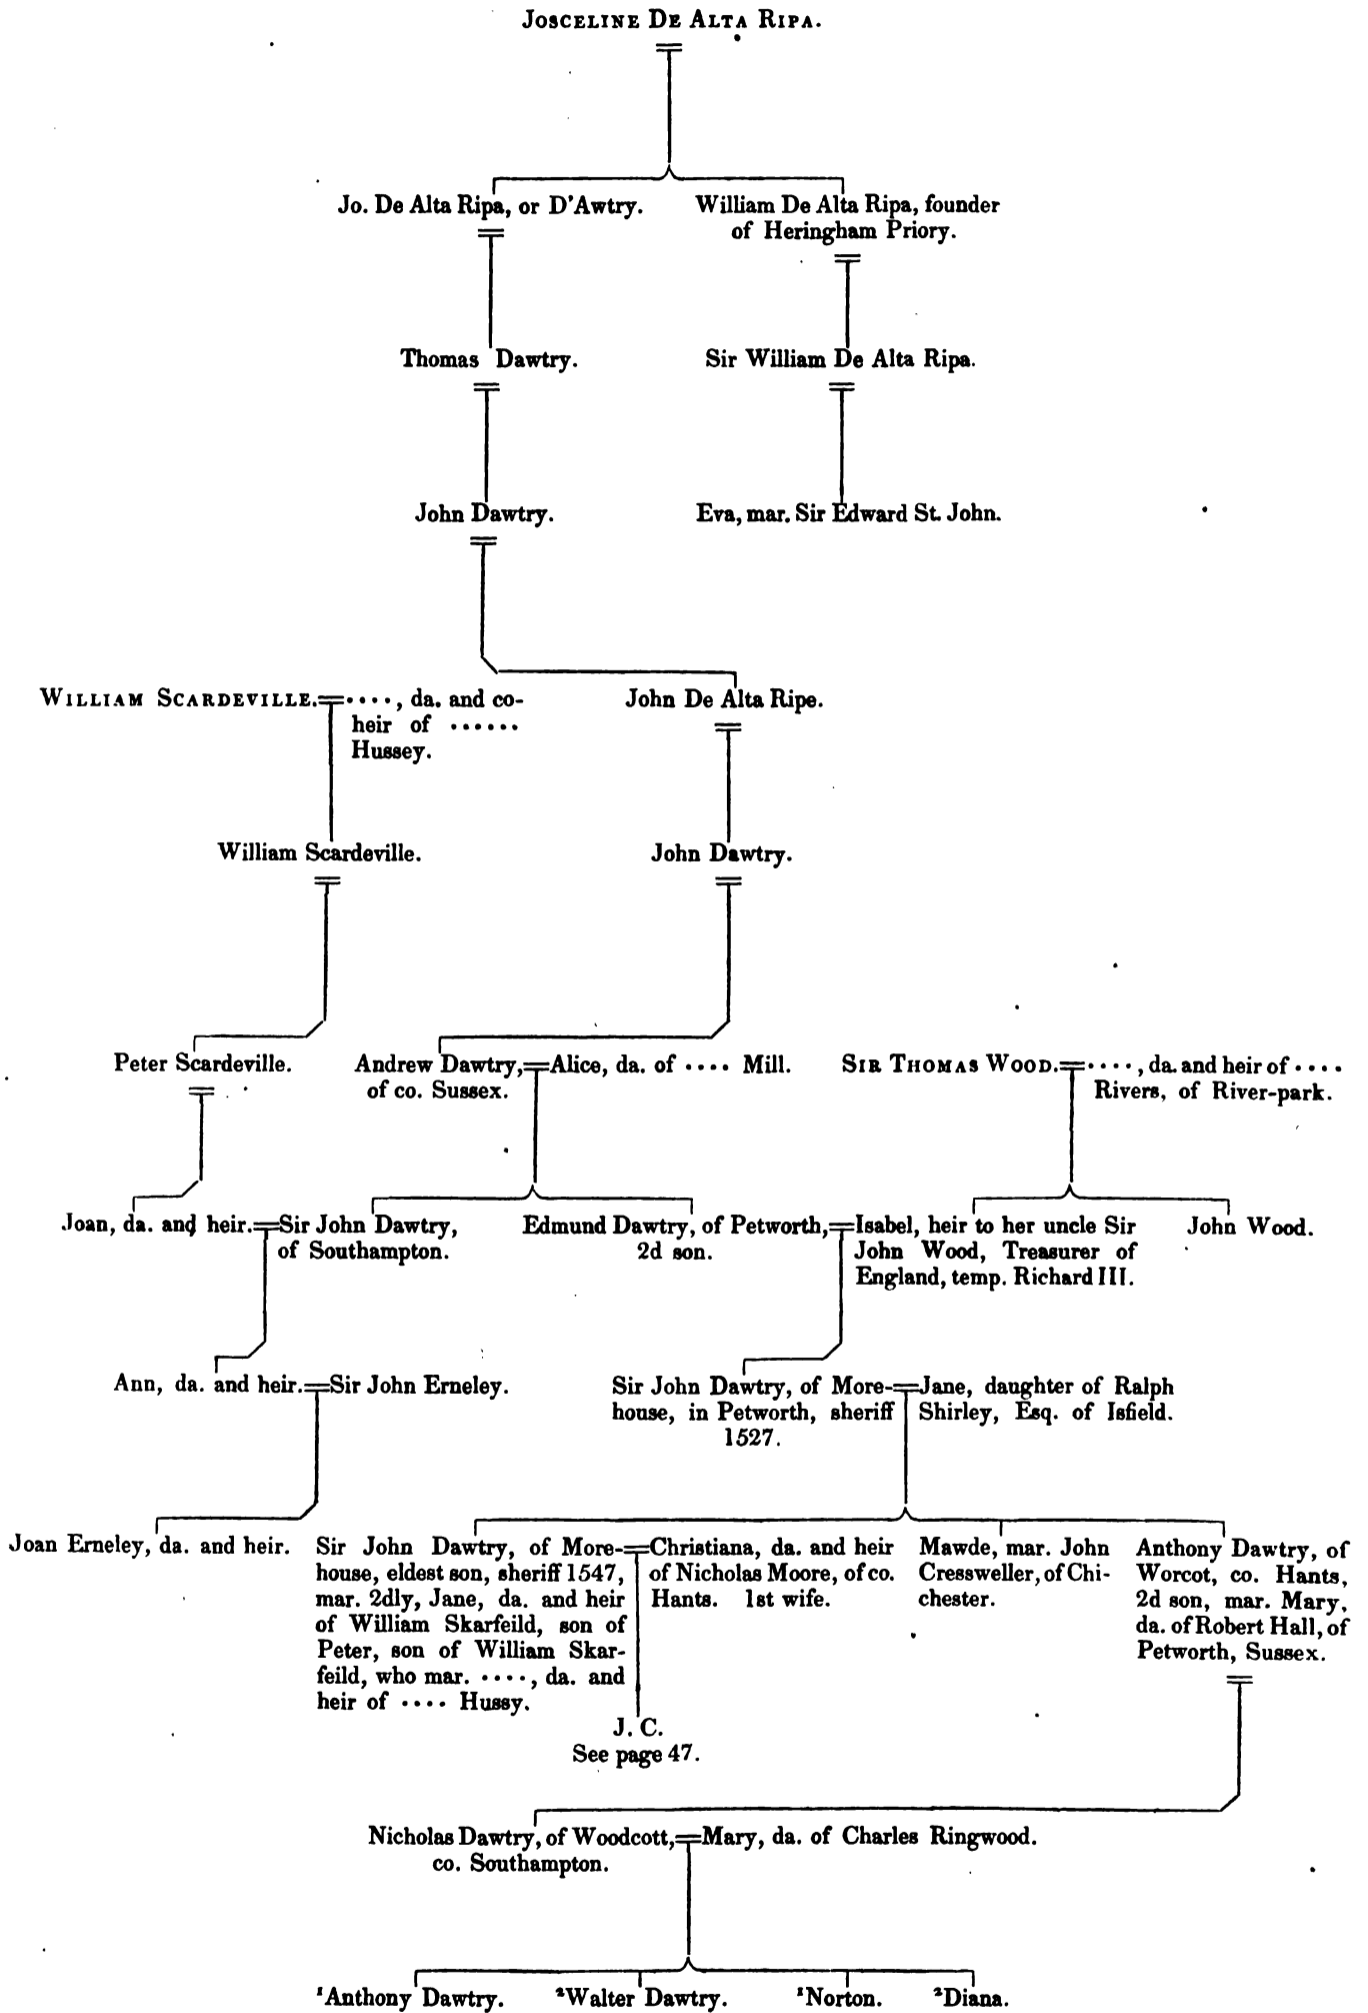 JOSCELINE DE ALTA RIPA.
Jo. De Alta Ripa, or D'Awtry.
William De Alta Ripa, founder
of Heringham Priory.
Thomas Dawtry.
Sir William De Alta Ripa.
John Dawtry.
Eva, mar. Sir Edward St. John.
WILLIAM SCARDEVILLE.
····, da. and co-
heir of ······
Hussey.
John De Alta Ripe.
William Scardeville.
John Dawtry.
Peter Scardeville.
Andrew Dawtry,
of co. Sussex.
Alice, da. of ···· Mill.
SIR THOMAS WOOD.
····, da. and heir of ····
Rivers, of River-park.
Joan, da. and heir.
Sir John Dawtry,
of Southampton.
Edmund Dawtry, of Petworth,
2d son.
Isabel, heir to her uncle Sir
John Wood, Treasurer of
England, temp. Richard III.
John Wood.
Ann, da. and heir.
Sir John Erneley.
Sir John Dawtry, of More-
house, in Petworth, sheriff
1527.
Jane, daughter of Ralph
Shirley, Esq. of Isfield.
Joan Erneley, da. and heir.
Sir John Dawtry, of More-
house, eldest son, sheriff 1547,
mar. 2dly, Jane, da. and heir
of William Skarfeild, son of
Peter, son of William Skar-
feild, who mar. ····, da. and
heir of ···· Hussy.
Christiana, da. and heir
of Nicholas Moore, of co.
Hants. 1st wife.
Mawde, mar. John
Cressweller, of Chi-
chester.
Anthony Dawtry, of
Worcot, co. Hants,
2d son, mar. Mary,
da. of Robert Hall, of
Petworth, Sussex.
J. C.
See page 47.
Nicholas Dawtry, of Woodcott,
co. Southampton.
Mary, da. of Charles Ringwood.
¹Anthony Dawtry.
²Walter Dawtry.
¹Norton.
²Diana.